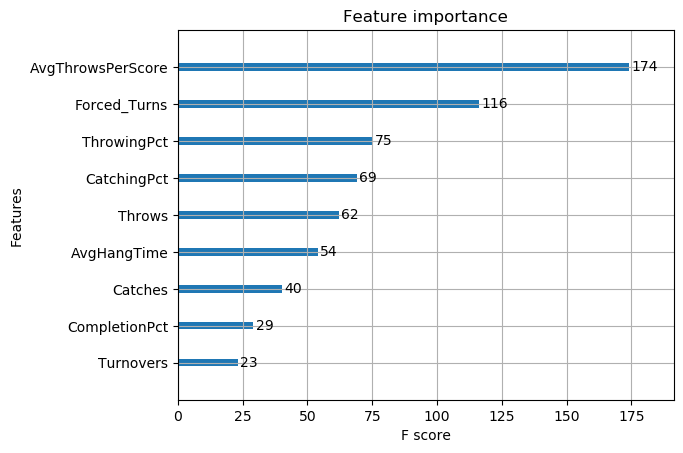 Feature importance
Features
AvgThrowsPerScore 174
Forced_Turns 116
ThrowingPct 75
CatchingPct 69
Throws 62
AvgHangTime 54
Catches 40
CompletionPct 29
Turnovers 23
0 25 50 75 100 125 150 175
F score